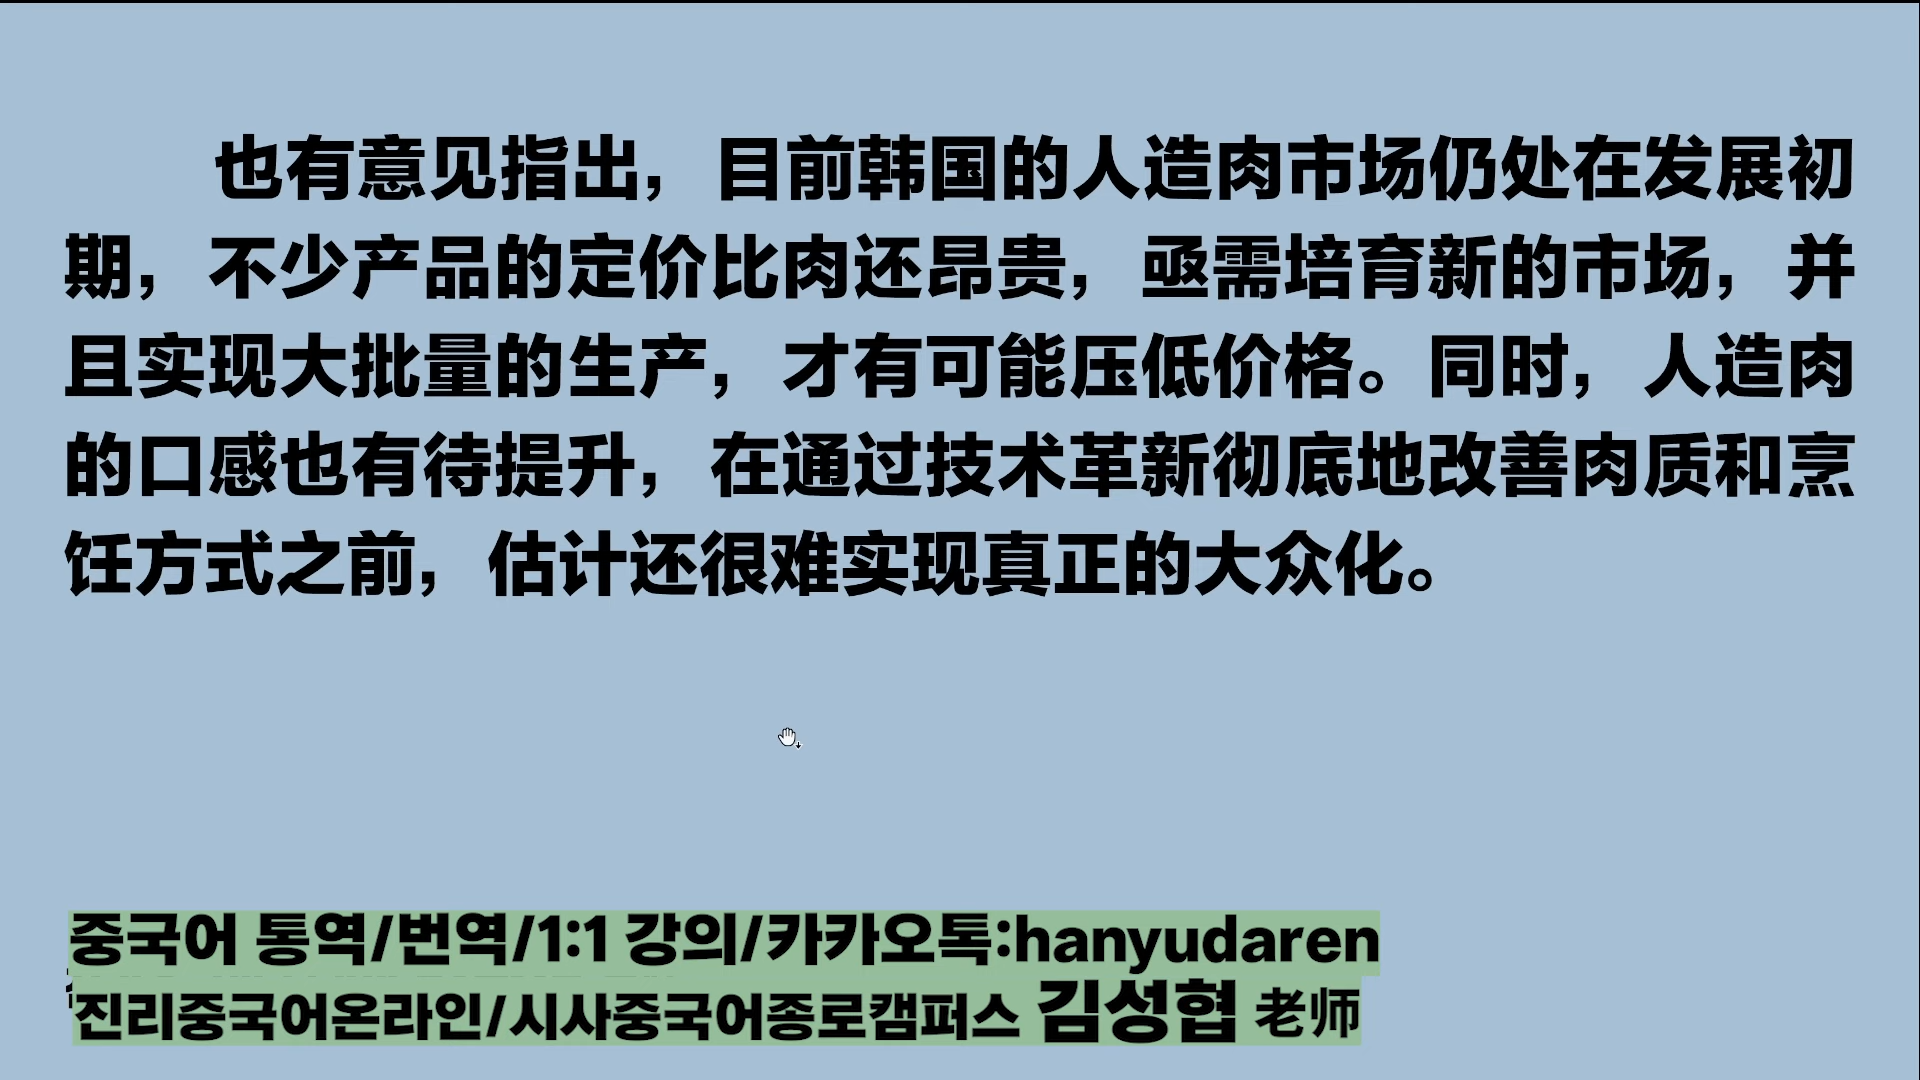 也有意见指出，目前韩国的人造肉市场仍处在发展初
期，不少产品的定价比肉还昂贵，亟需培育新的市场，并
且实现大批量的生产，才有可能压低价格。同时，人造肉
的口感也有待提升，在通过技术革新彻底地改善肉质和烹
饪方式之前，估计还很难实现真正的大众化。
중국어 통역/번역/1:1 강의/카카오톡:hanyudaren
진리중국어온라인/시사중국어종로캠퍼스 김성협 老师